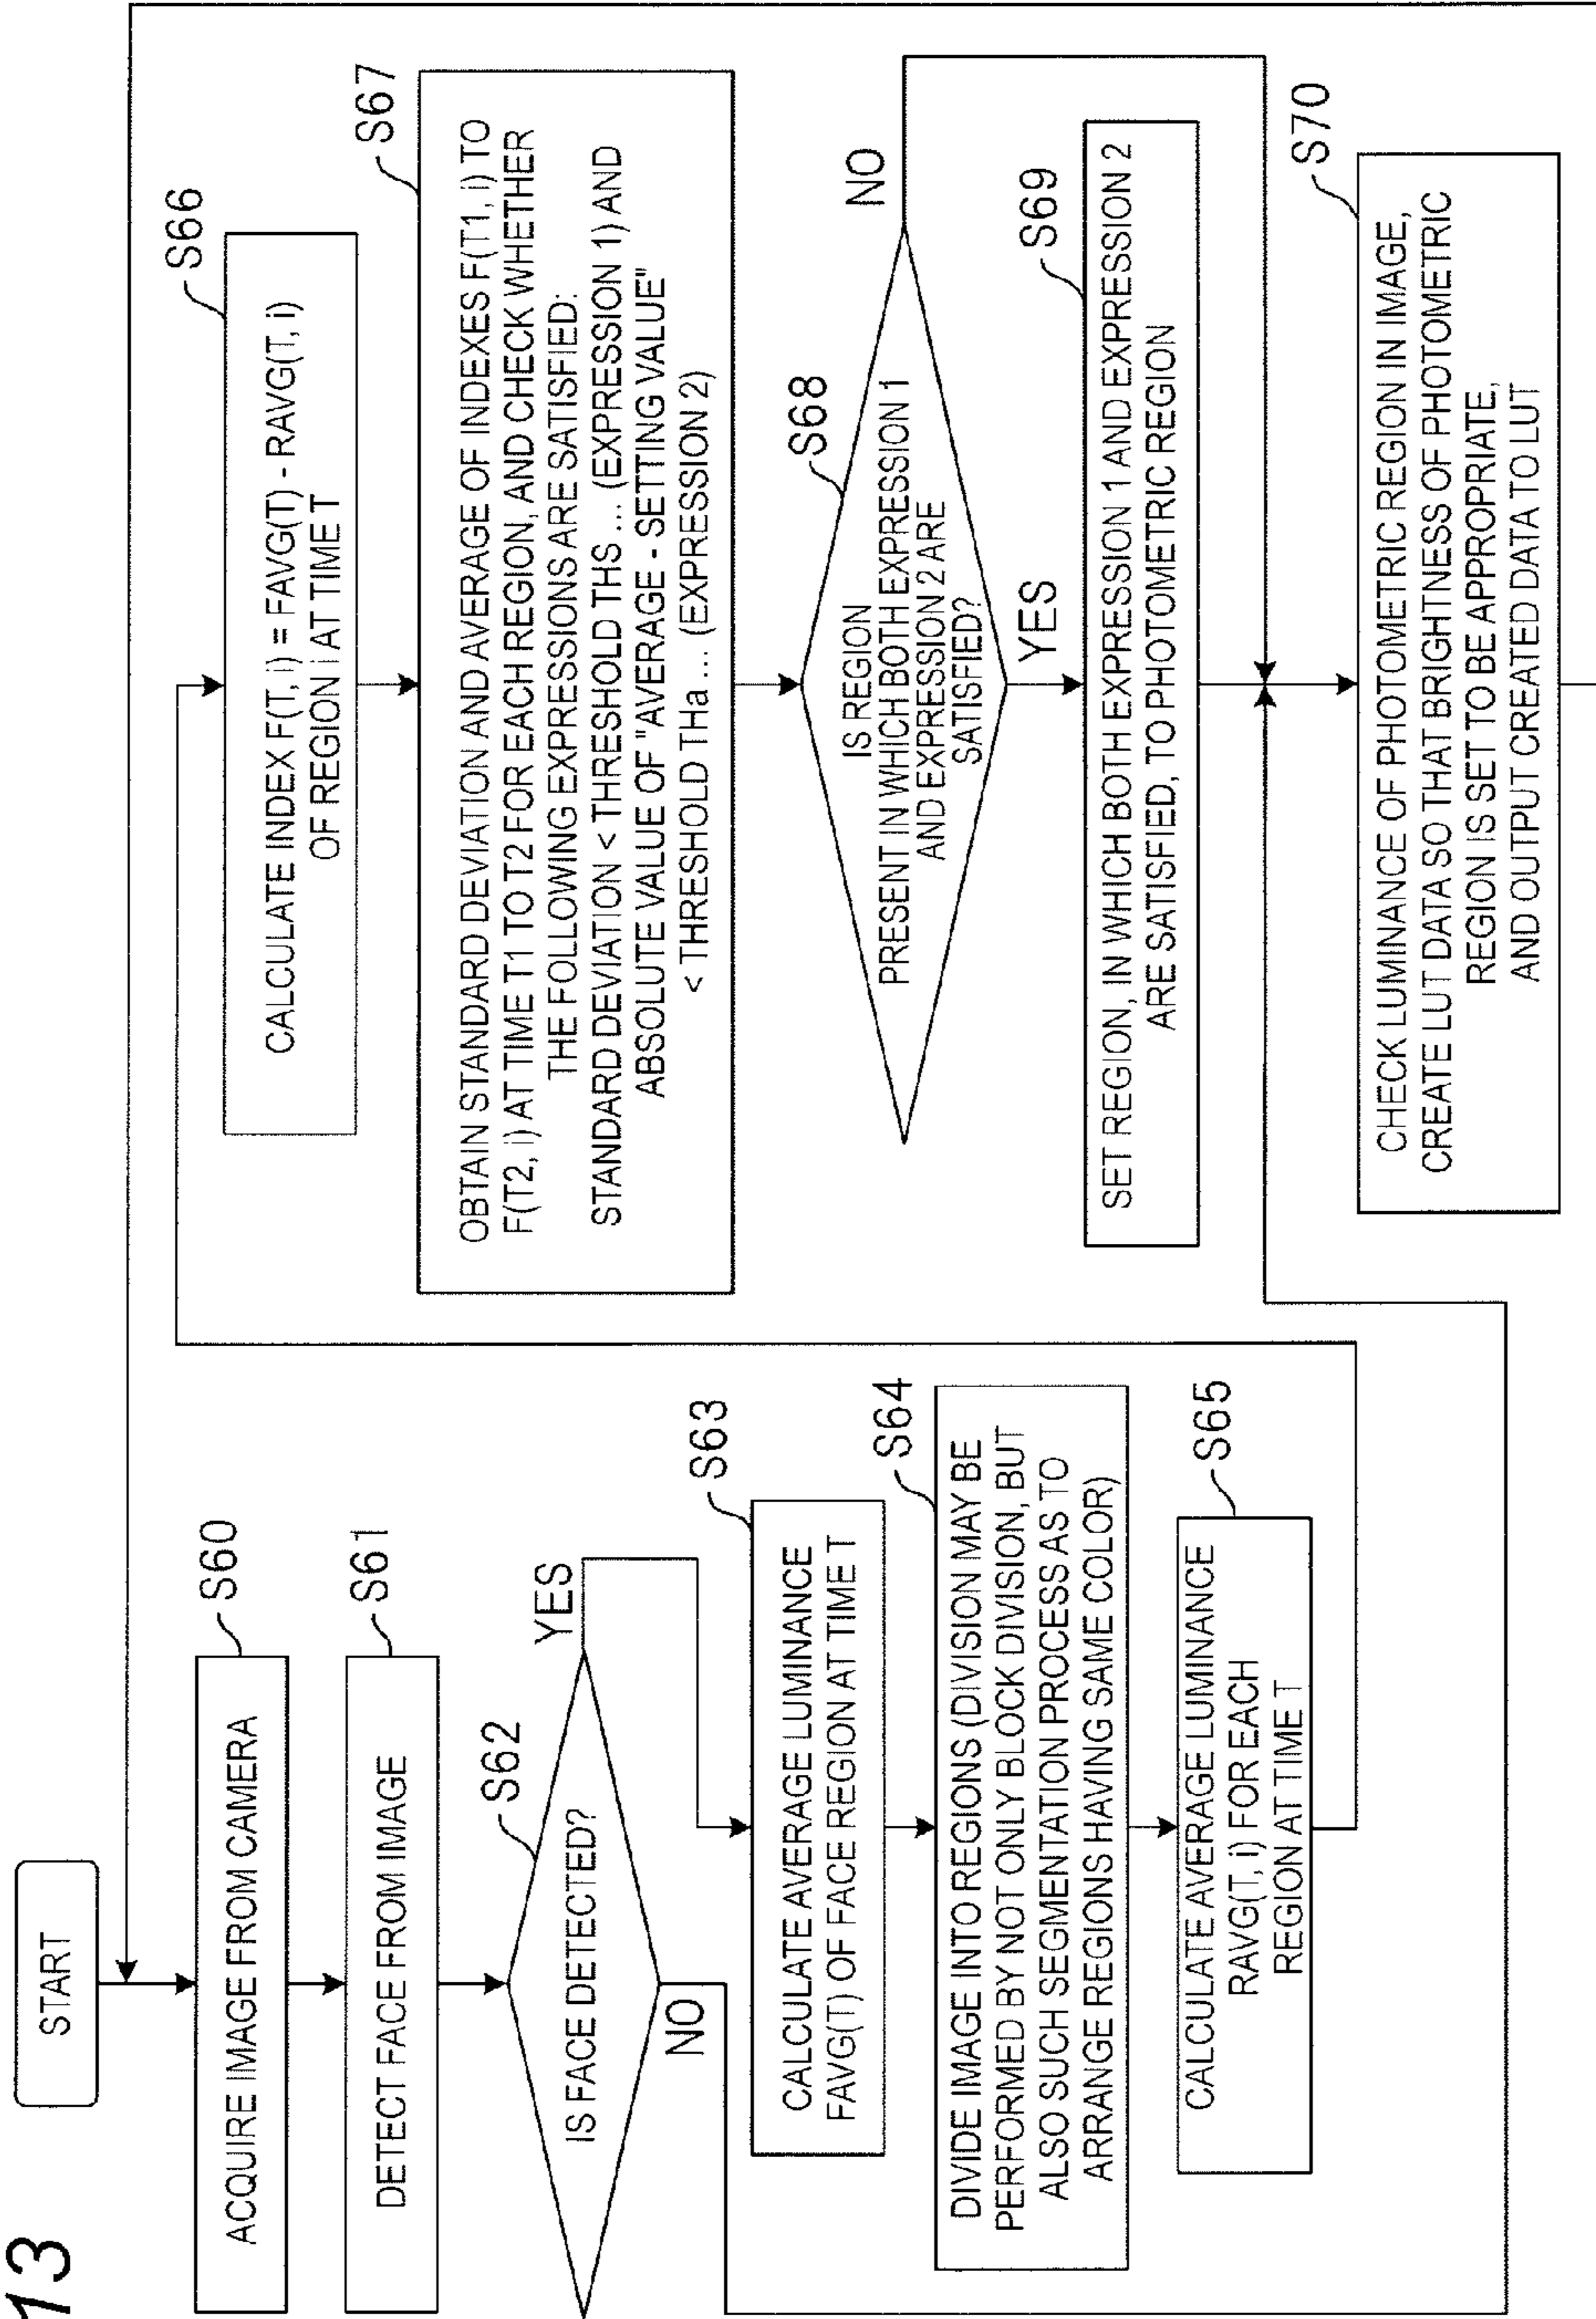 13
START
ACQUIRE IMAGE FROM CAMERA
S60
DETECT FACE FROM IMAGE
S61
IS FACE DETECTED?
S62
YES
NO
CALCULATE AVERAGE LUMINANCE
FAVG(T) OF FACE REGION AT TIME T
S63
DIVIDE IMAGE INTO REGIONS (DIVISION MAY BE
PERFORMED BY NOT ONLY BLOCK DIVISION, BUT
ALSO SUCH SEGMENTATION PROCESS AS TO
ARRANGE REGIONS HAVING SAME COLOR)
S64
CALCULATE AVERAGE LUMINANCE
RAVG(T, i) FOR EACH
REGION AT TIME T
S65
CALCULATE INDEX F(T, i) = FAVG(T) - RAVG(T, i)
OF REGION i AT TIME T
S66
OBTAIN STANDARD DEVIATION AND AVERAGE OF INDEXES F(T1, i) TO
F(T2, i) AT TIME T1 TO T2 FOR EACH REGION, AND CHECK WHETHER
THE FOLLOWING EXPRESSIONS ARE SATISFIED:
STANDARD DEVIATION < THRESHOLD THS ... (EXPRESSION 1) AND
ABSOLUTE VALUE OF "AVERAGE - SETTING VALUE"
< THRESHOLD THa ... (EXPRESSION 2)
S67
IS REGION
PRESENT IN WHICH BOTH EXPRESSION 1
AND EXPRESSION 2 ARE
SATISFIED?
S68
NO
YES
SET REGION, IN WHICH BOTH EXPRESSION 1 AND EXPRESSION 2
ARE SATISFIED, TO PHOTOMETRIC REGION
S69
CHECK LUMINANCE OF PHOTOMETRIC REGION IN IMAGE,
CREATE LUT DATA SO THAT BRIGHTNESS OF PHOTOMETRIC
REGION IS SET TO BE APPROPRIATE,
AND OUTPUT CREATED DATA TO LUT
S70